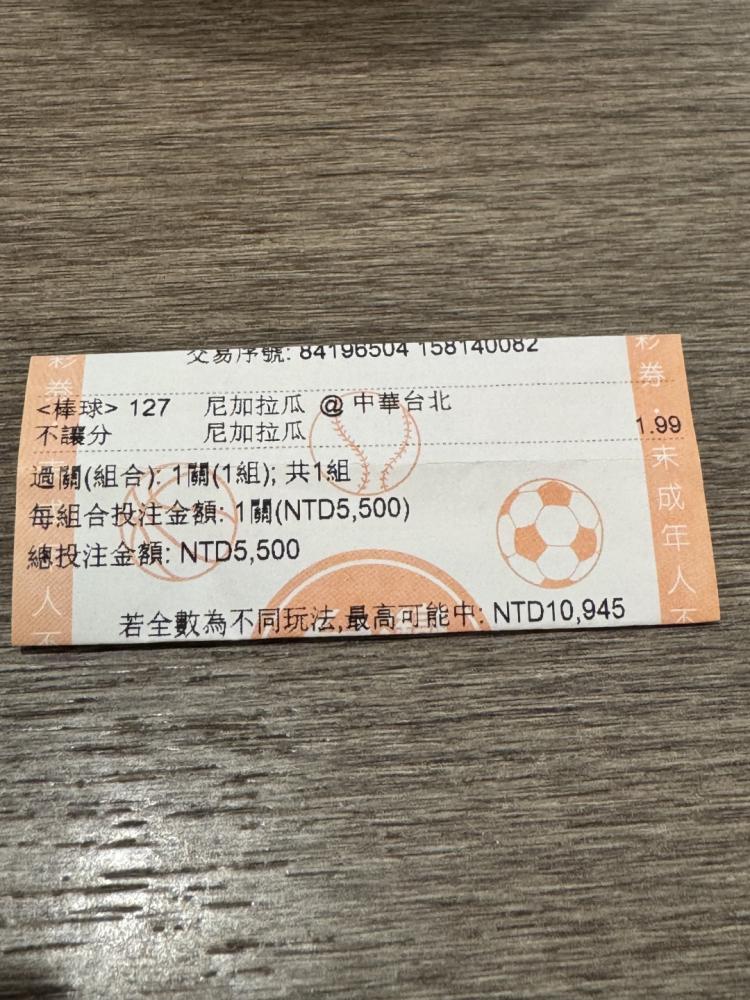 交易序號: 84196504 158140082
<棒球> 127 尼加拉瓜 @ 中華台北
不讓分 尼加拉瓜 1.99
過關(組合): 1關(1組); 共1組
每組合投注金額: 1關(NTD5,500)
總投注金額: NTD5,500
若全數為不同玩法,最高可能中: NTD10,945
彩券
人不
彩券・未成年人不